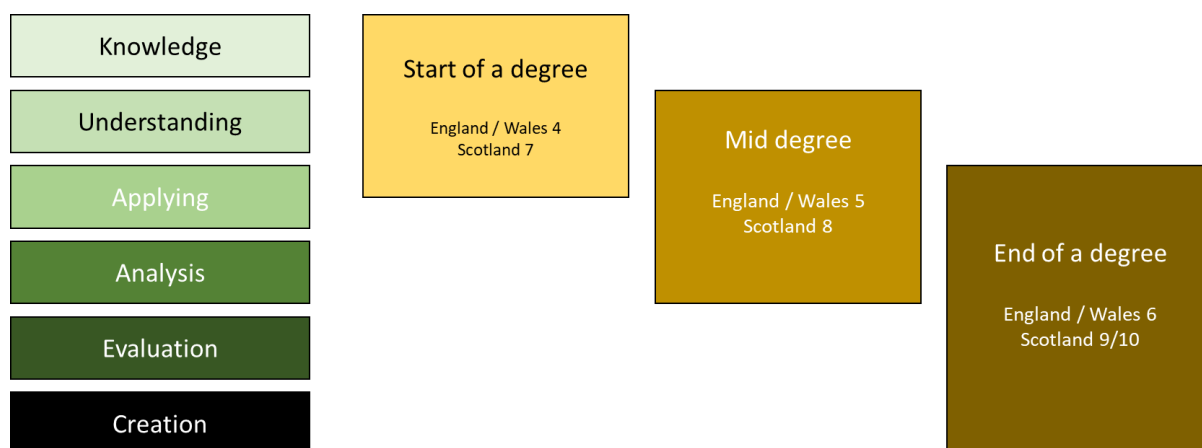 Knowledge
Understanding
Applying
Analysis
Evaluation
Creation
Start of a degree
England / Wales 4
Scotland 7
Mid degree
England / Wales 5
Scotland 8
End of a degree
England / Wales 6
Scotland 9/10